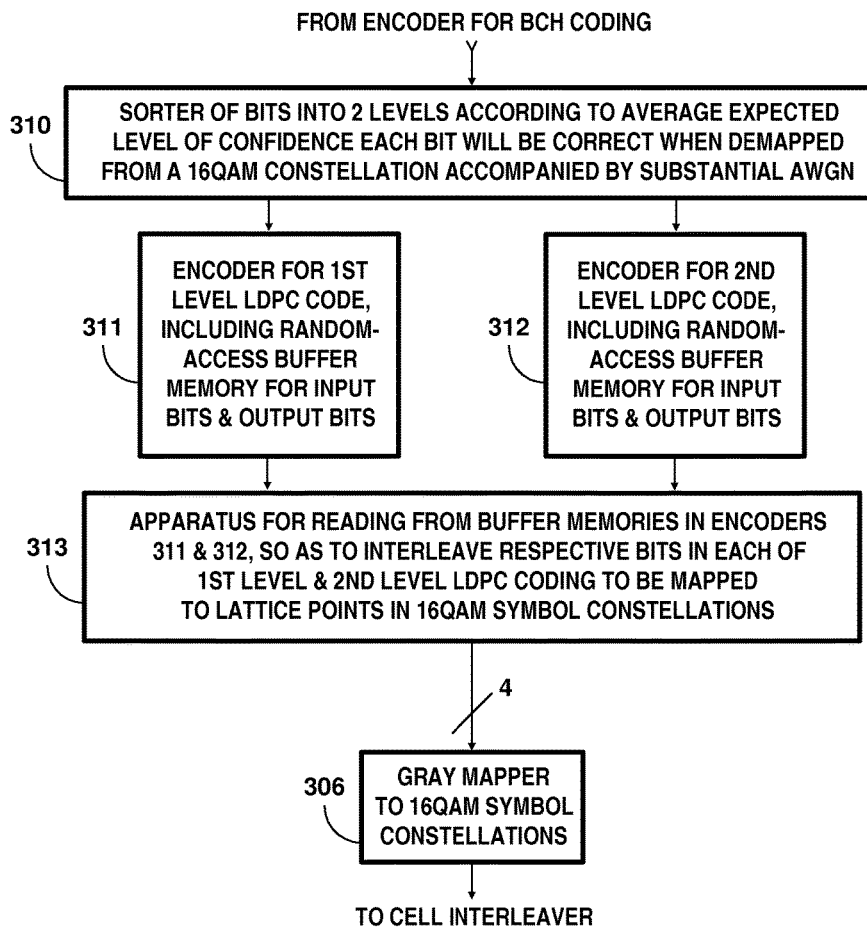 FROM ENCODER FOR BCH CODING
310
SORTER OF BITS INTO 2 LEVELS ACCORDING TO AVERAGE EXPECTED
LEVEL OF CONFIDENCE EACH BIT WILL BE CORRECT WHEN DEMAPPED
FROM A 16QAM CONSTELLATION ACCOMPANIED BY SUBSTANTIAL AWGN
311
ENCODER FOR 1ST
LEVEL LDPC CODE,
INCLUDING RANDOM-
ACCESS BUFFER
MEMORY FOR INPUT
BITS & OUTPUT BITS
312
ENCODER FOR 2ND
LEVEL LDPC CODE,
INCLUDING RANDOM-
ACCESS BUFFER
MEMORY FOR INPUT
BITS & OUTPUT BITS
313
APPARATUS FOR READING FROM BUFFER MEMORIES IN ENCODERS
311 & 312, SO AS TO INTERLEAVE RESPECTIVE BITS IN EACH OF
1ST LEVEL & 2ND LEVEL LDPC CODING TO BE MAPPED
TO LATTICE POINTS IN 16QAM SYMBOL CONSTELLATIONS
4
306
GRAY MAPPER
TO 16QAM SYMBOL
CONSTELLATIONS
TO CELL INTERLEAVER